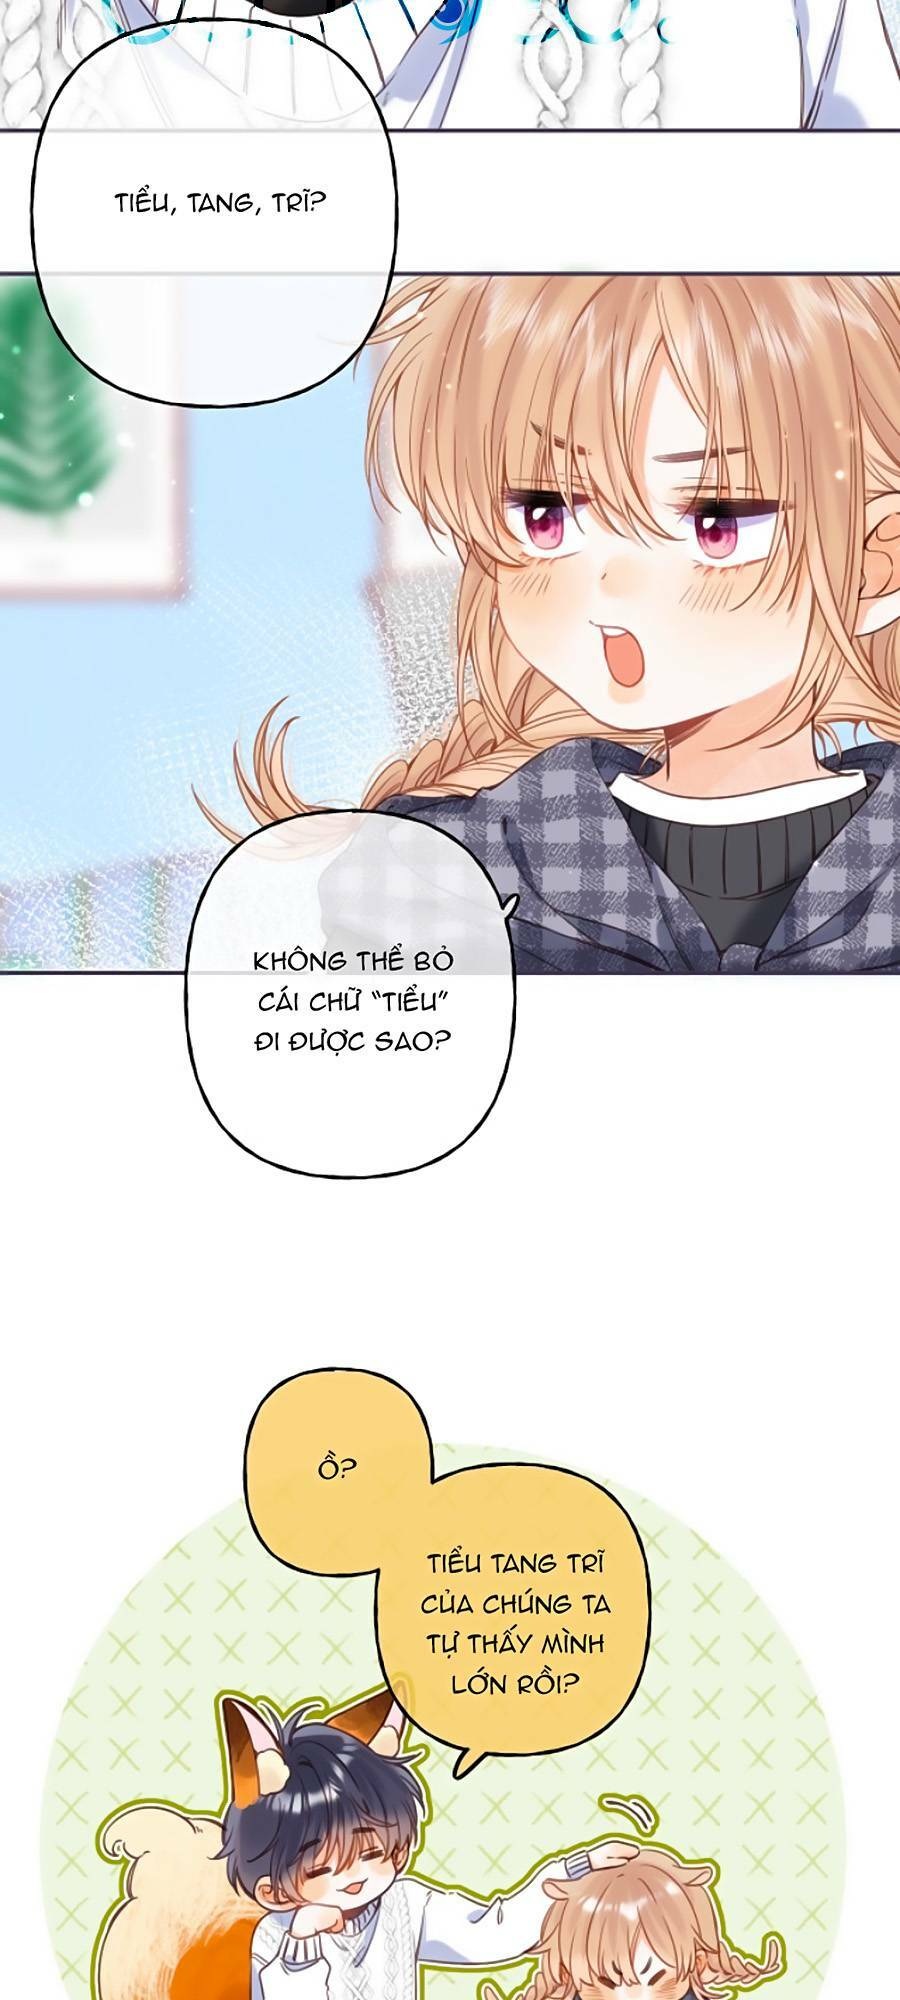 TIỂU, TANG, TRĨ?
KHÔNG THỂ BỎ
CÁI CHỮ "TIỂU"
ĐI ĐƯỢC SAO?
Ồ?
TIỂU TANG TRĨ
CỦA CHÚNG TA
TỰ THẤY MÌNH
LỚN RỒI?